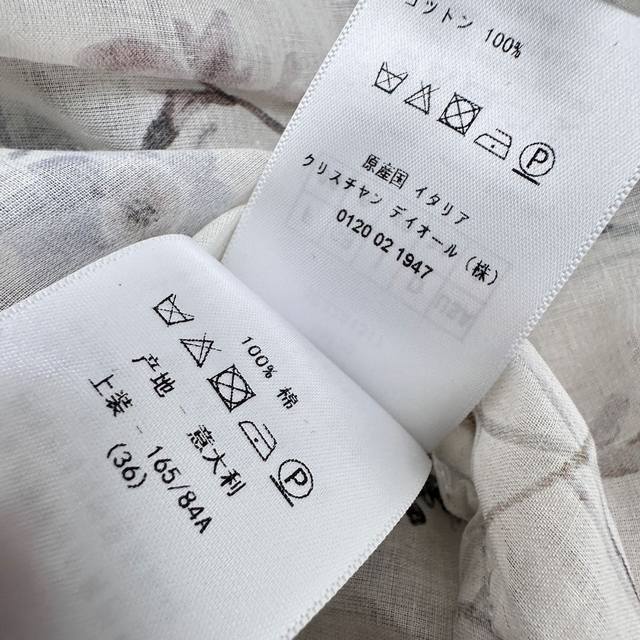 コットン 100%
P
原産国 イタリア
クリスチャン ディオール (株)
0120 02 1947
P
100% 棉
产地 - 意大利
上装 - 165/84A
(36)